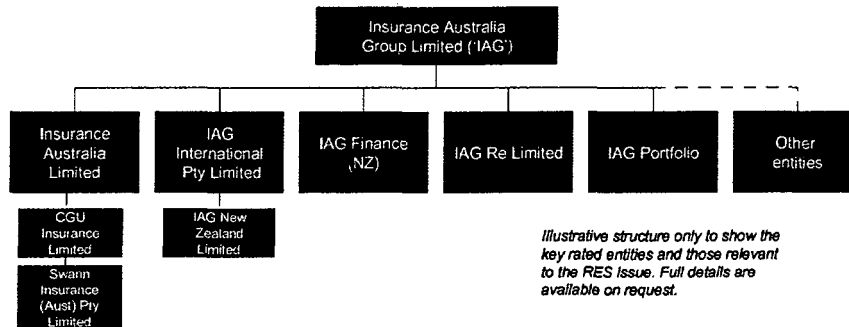 Insurance Australia
Group Limited ('IAG')
Insurance
Australia
Limited
IAG
International
Pty Limited
IAG Finance
(NZ)
IAG Re Limited
IAG Portfolio
Other
entities
CGU
Insurance
Limited
IAG New
Zealand
Limited
Swann
Insurance
(Aust) Pty
Limited
Illustrative structure only to show the
key rated entities and those relevant
to the RES Issue. Full details are
available on request.